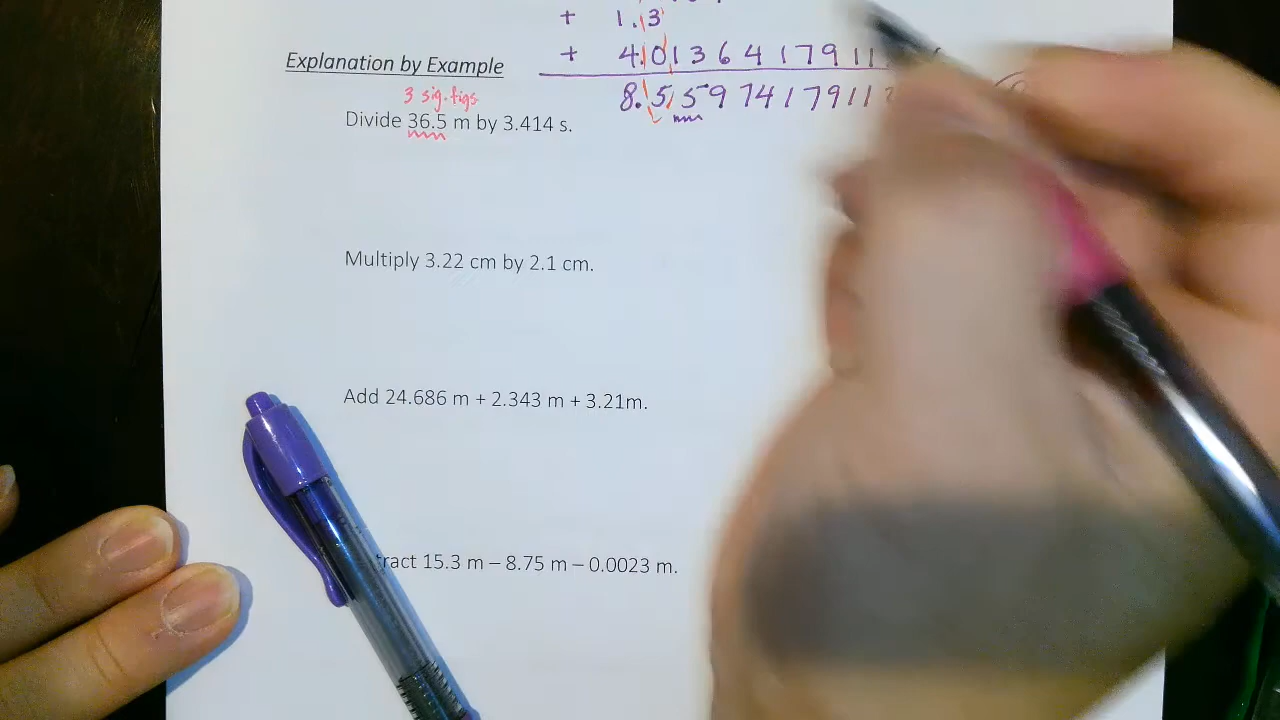 + 1.3
+ 4.0136417911
8.5597417911
Explanation by Example
3 sig. figs
Divide 36.5 m by 3.414 s.
Multiply 3.22 cm by 2.1 cm.
Add 24.686 m + 2.343 m + 3.21m.
tract 15.3 m – 8.75 m – 0.0023 m.